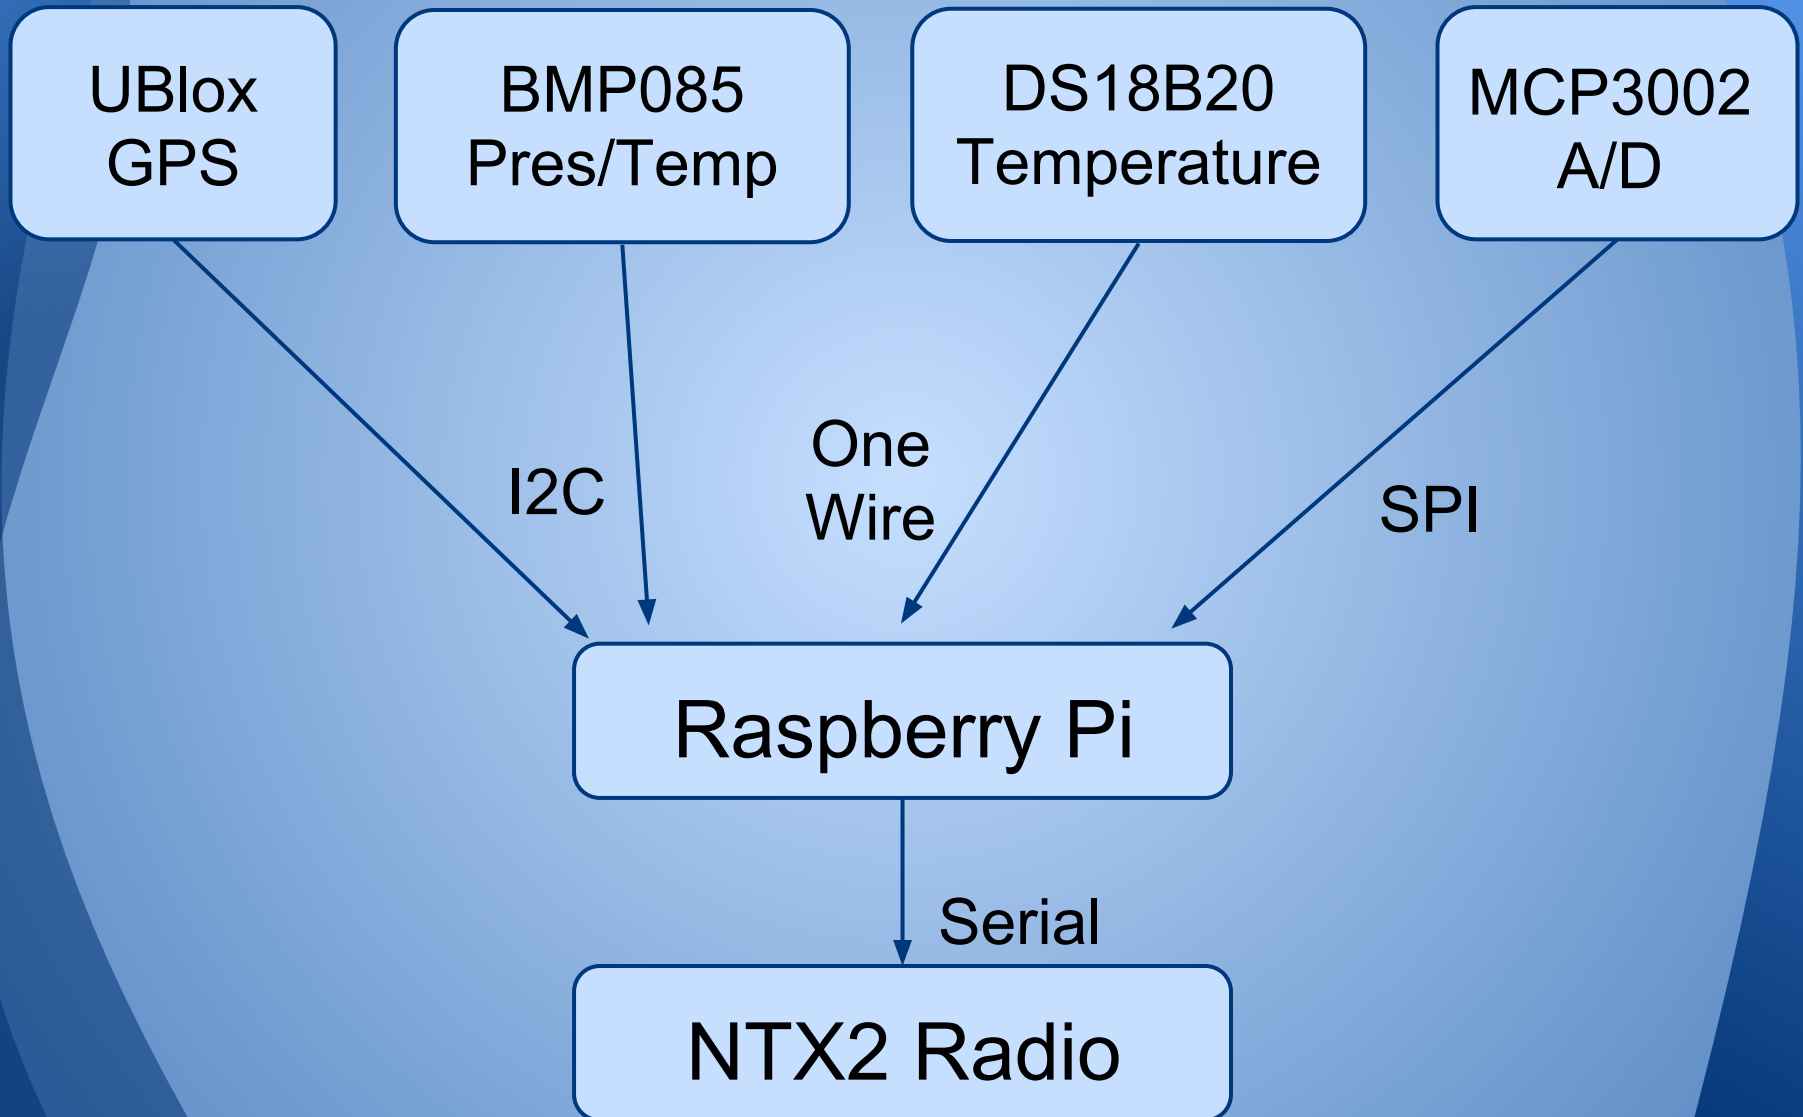 UBlox
GPS
BMP085
Pres/Temp
DS18B20
Temperature
MCP3002
A/D
I2C
One
Wire
SPI
Raspberry Pi
Serial
NTX2 Radio